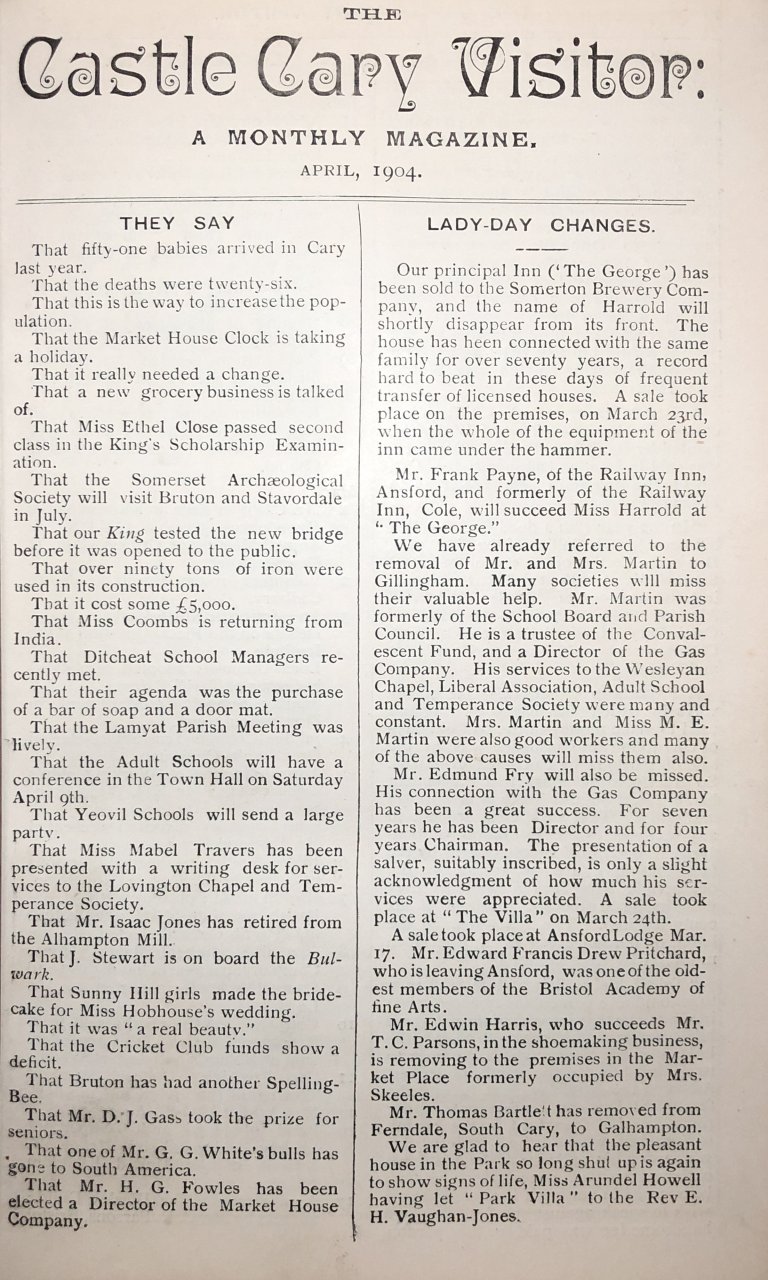 THE
Castle Cary Visitor:
A MONTHLY MAGAZINE.
APRIL, 1904.
THEY SAY
That fifty-one babies arrived in Cary
last year.
That the deaths were twenty-six.
That this is the way to increase the pop-
ulation.
That the Market House Clock is taking
a holiday.
That it really needed a change.
That a new grocery business is talked
of.
That Miss Ethel Close passed second
class in the King's Scholarship Examin-
ation.
That the Somerset Archæological
Society will visit Bruton and Stavordale
in July.
That our King tested the new bridge
before it was opened to the public.
That over ninety tons of iron were
used in its construction.
That it cost some £5,000.
That Miss Coombs is returning from
India.
That Ditcheat School Managers re-
cently met.
That their agenda was the purchase
of a bar of soap and a door mat.
That the Lamyat Parish Meeting was
lively.
That the Adult Schools will have a
conference in the Town Hall on Saturday
April 9th.
That Yeovil Schools will send a large
party.
That Miss Mabel Travers has been
presented with a writing desk for ser-
vices to the Lovington Chapel and Tem-
perance Society.
That Mr. Isaac Jones has retired from
the Alhampton Mill.
That J. Stewart is on board the Bul-
wark.
That Sunny Hill girls made the bride-
cake for Miss Hobhouse's wedding.
That it was "a real beauty."
That the Cricket Club funds show a
deficit.
That Bruton has had another Spelling-
Bee.
That Mr. D. J. Gass took the prize for
seniors.
That one of Mr. G. G. White's bulls has
gone to South America.
That Mr. H. G. Fowles has been
elected a Director of the Market House
Company.
LADY-DAY CHANGES.
Our principal Inn ('The George') has
been sold to the Somerton Brewery Com-
pany, and the name of Harrold will
shortly disappear from its front. The
house has been connected with the same
family for over seventy years, a record
hard to beat in these days of frequent
transfer of licensed houses. A sale took
place on the premises, on March 23rd,
when the whole of the equipment of the
inn came under the hammer.
Mr. Frank Payne, of the Railway Inn,
Ansford, and formerly of the Railway
Inn, Cole, will succeed Miss Harrold at
"The George."
We have already referred to the
removal of Mr. and Mrs. Martin to
Gillingham. Many societies wIll miss
their valuable help. Mr. Martin was
formerly of the School Board and Parish
Council. He is a trustee of the Conval-
escent Fund, and a Director of the Gas
Company. His services to the Wesleyan
Chapel, Liberal Association, Adult School
and Temperance Society were many and
constant. Mrs. Martin and Miss M. E.
Martin were also good workers and many
of the above causes will miss them also.
Mr. Edmund Fry will also be missed.
His connection with the Gas Company
has been a great success. For seven
years he has been Director and for four
years Chairman. The presentation of a
salver, suitably inscribed, is only a slight
acknowledgment of how much his ser-
vices were appreciated. A sale took
place at "The Villa" on March 24th.
A sale took place at Ansford Lodge Mar.
17. Mr. Edward Francis Drew Pritchard,
who is leaving Ansford, was one of the old-
est members of the Bristol Academy of
fine Arts.
Mr. Edwin Harris, who succeeds Mr.
T. C. Parsons, in the shoemaking business,
is removing to the premises in the Mar-
ket Place formerly occupied by Mrs.
Skeeles.
Mr. Thomas Bartlett has removed from
Ferndale, South Cary, to Galhampton.
We are glad to hear that the pleasant
house in the Park so long shut up is again
to show signs of life, Miss Arundel Howell
having let "Park Villa" to the Rev E.
H. Vaughan-Jones.